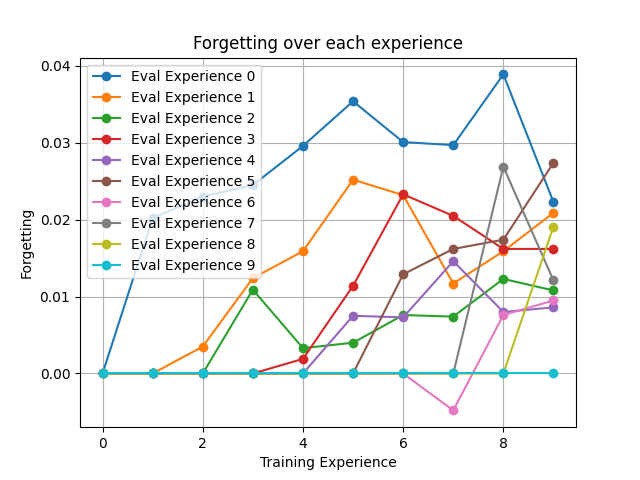 Forgetting over each experience
0.04
0.03
0.02
0.01
0.00
Forgetting
Eval Experience 0
Eval Experience 1
Eval Experience 2
Eval Experience 3
Eval Experience 4
Eval Experience 5
Eval Experience 6
Eval Experience 7
Eval Experience 8
Eval Experience 9
0 2 4 6 8
Training Experience